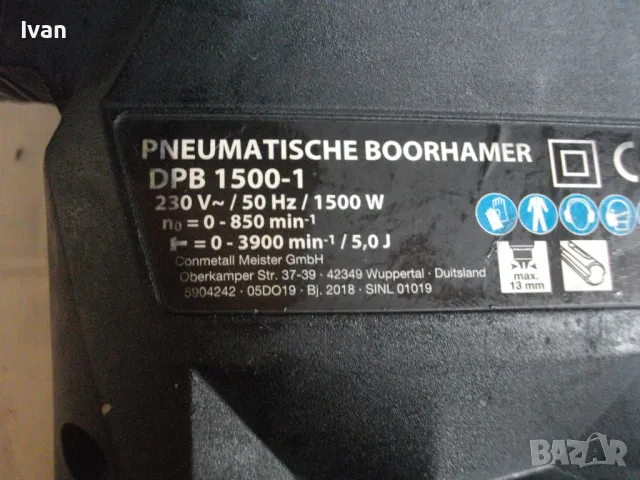 Ivan
PNEUMATISCHE BOORHAMER
DPB 1500-1
230 V~ / 50 Hz / 1500 W
n₀ = 0 - 850 min⁻¹
= 0 - 3900 min⁻¹ / 5,0 J
Conmetall Meister GmbH
Oberkamper Str. 37-39 · 42349 Wuppertal · Duitsland
5904242 · 05DO19 · Bj. 2018 · SINL 01019
max.
13 mm
BAZAR